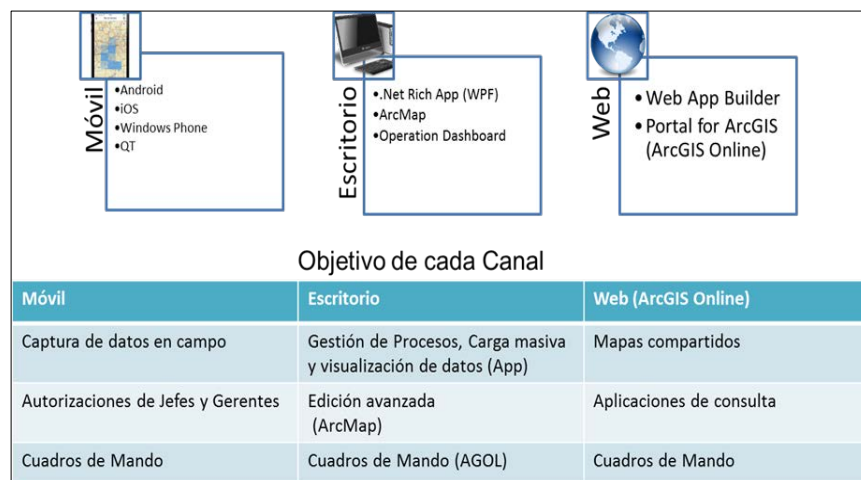 Móvil
•Android
•iOS
•Windows Phone
•QT
Escritorio
•.Net Rich App (WPF)
•ArcMap
•Operation Dashboard
Web
• Web App Builder
• Portal for ArcGIS
(ArcGIS Online)
Objetivo de cada Canal
Móvil Escritorio Web (ArcGIS Online)
Captura de datos en campo Gestión de Procesos, Carga masiva Mapas compartidos
y visualización de datos (App)
Autorizaciones de Jefes y Gerentes Edición avanzada Aplicaciones de consulta
(ArcMap)
Cuadros de Mando Cuadros de Mando (AGOL) Cuadros de Mando